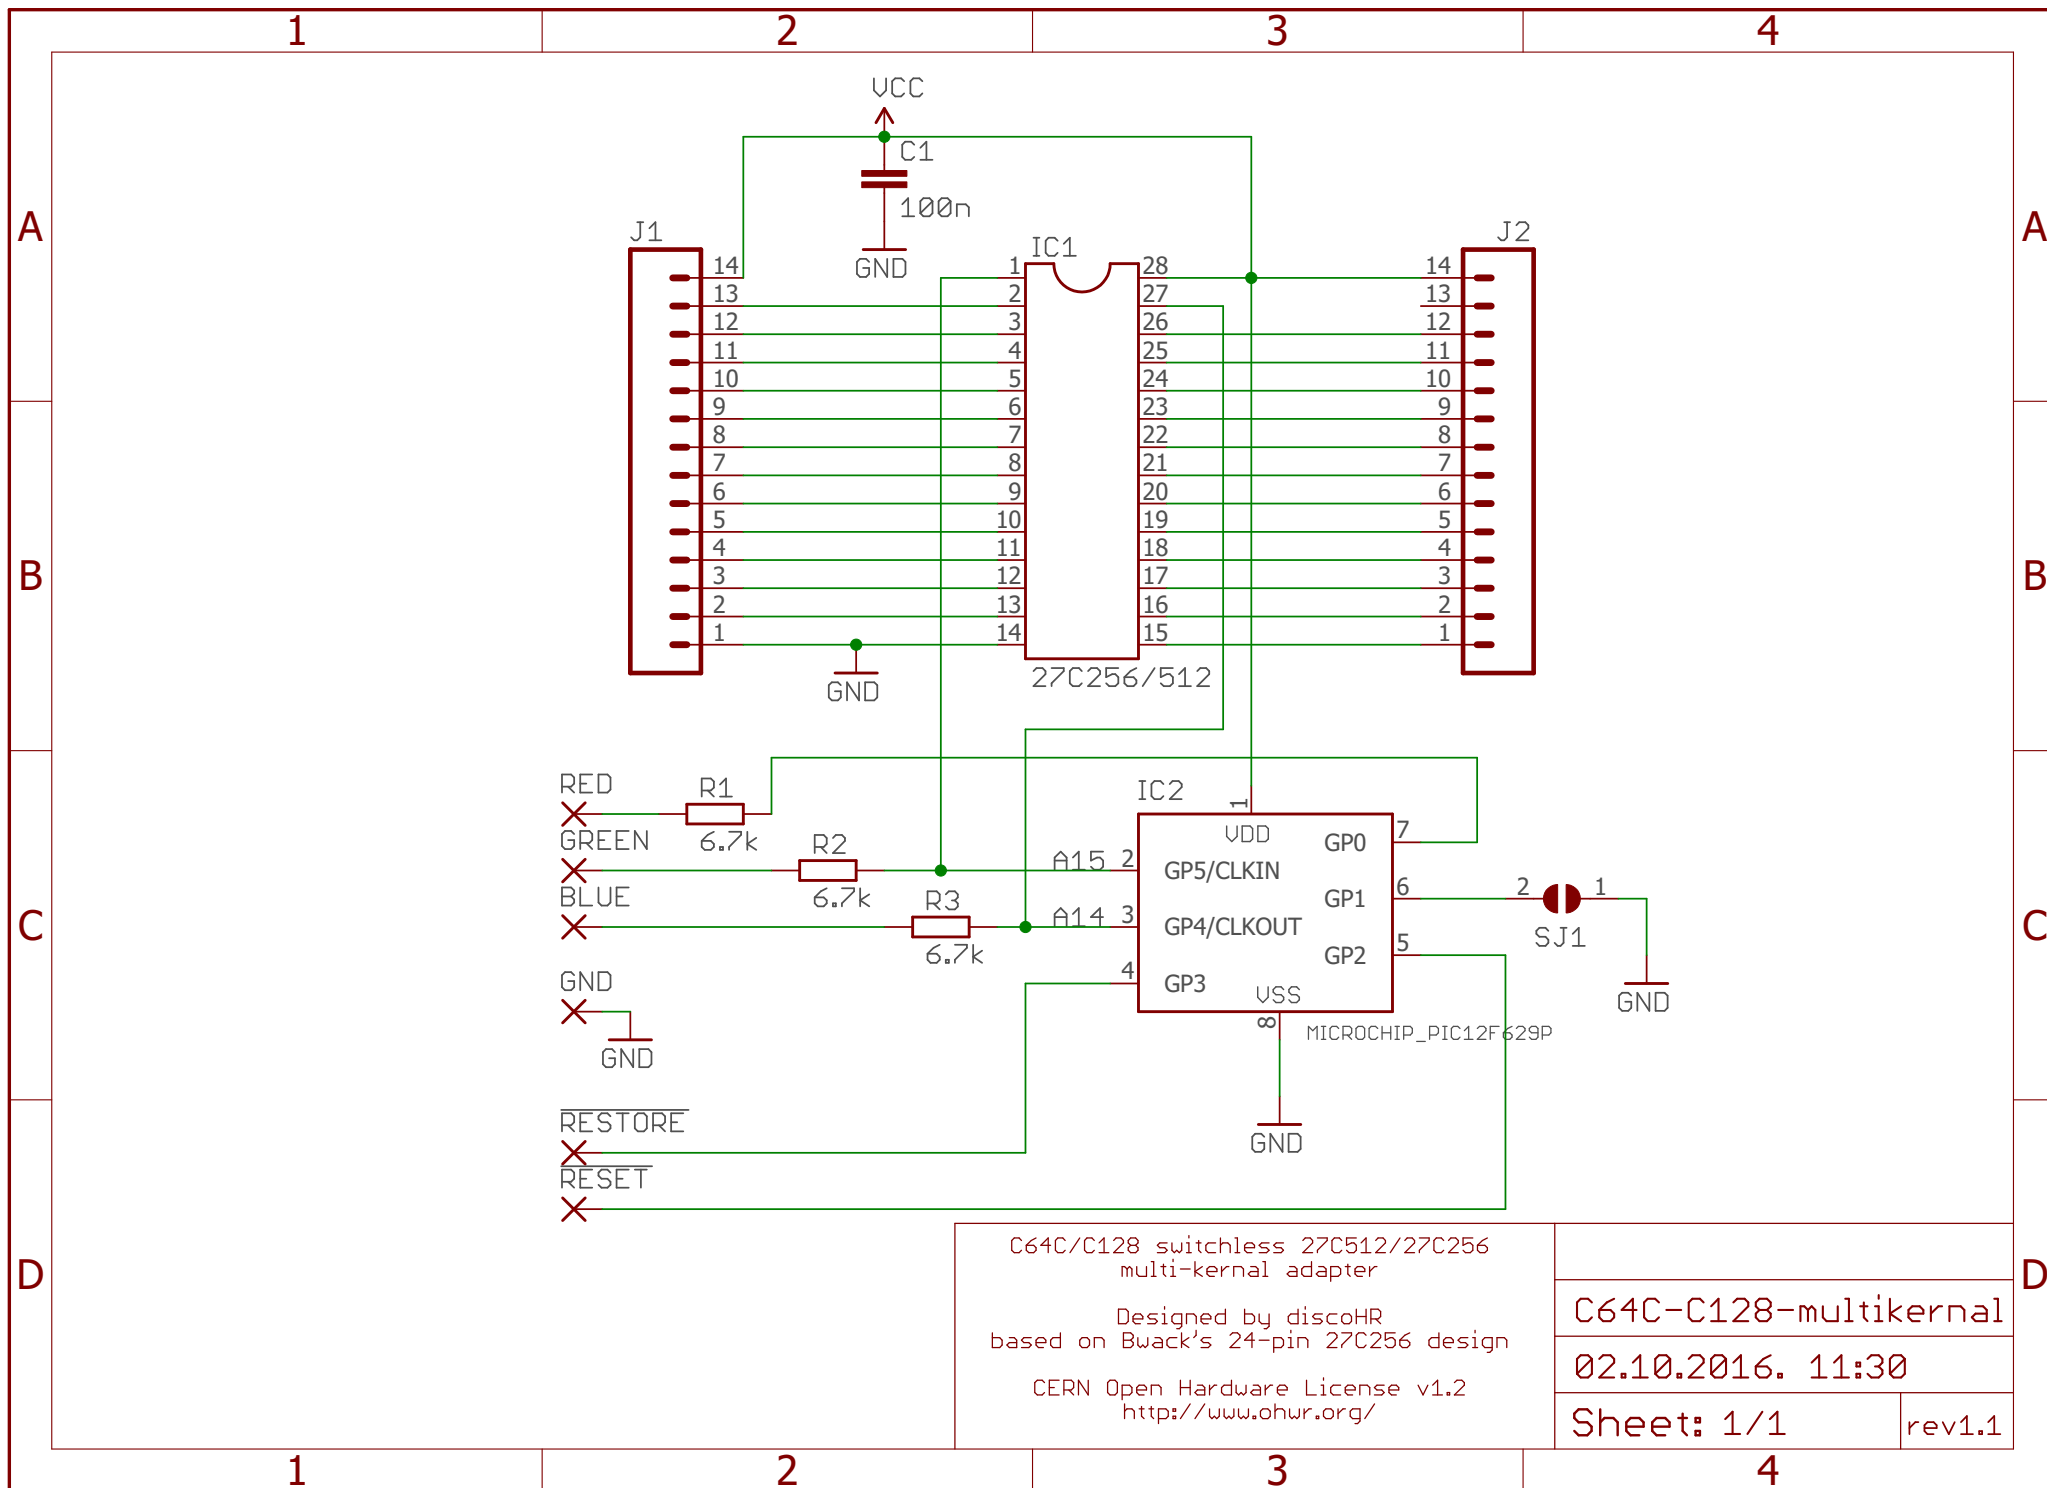 1 2 3 4
A A
B B
C C
D D
VCC
C1
100n
GND
J1
14
13
12
11
10
9
8
7
6
5
4
3
2
1
GND
IC1
1 28
2 27
3 26
4 25
5 24
6 23
7 22
8 21
9 20
10 19
11 18
12 17
13 16
14 15
27C256/512
J2
14
13
12
11
10
9
8
7
6
5
4
3
2
1
RED
R1
6.7k
GREEN
R2
6.7k
BLUE
R3
6.7k
GND
GND
RESTORE
RESET
IC2
1
VDD
A15 2 GP5/CLKIN
A14 3 GP4/CLKOUT
4 GP3
GP0 7
GP1 6
GP2 5
VSS
8
MICROCHIP_PIC12F629P
GND
2 1
SJ1
GND
C64C/C128 switchless 27C512/27C256
multi-kernal adapter
Designed by discoHR
based on Bwack's 24-pin 27C256 design
CERN Open Hardware License v1.2
http://www.ohwr.org/
C64C-C128-multikernal
02.10.2016. 11:30
Sheet: 1/1
rev1.1
1 2 3 4